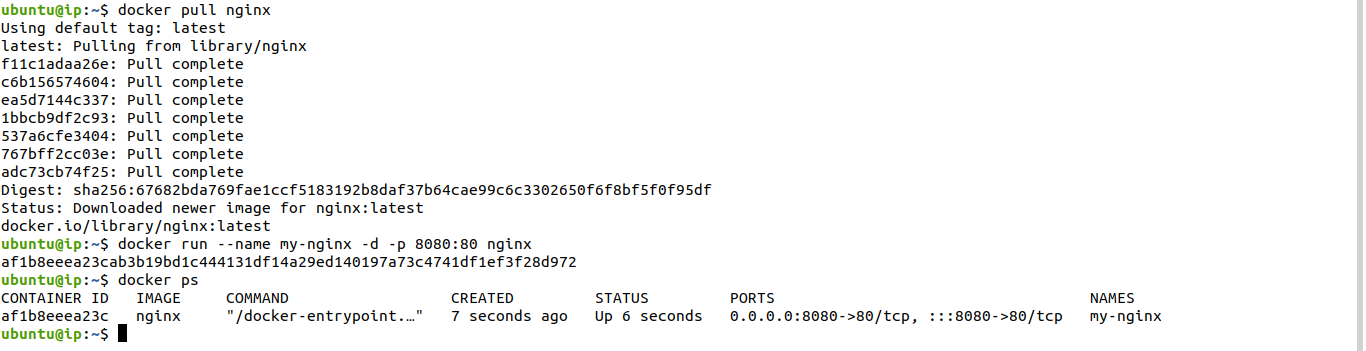 ubuntu@ip:~$ docker pull nginx
Using default tag: latest
latest: Pulling from library/nginx
f11c1adaa26e: Pull complete
c6b156574604: Pull complete
ea5d7144c337: Pull complete
1bbcb9df2c93: Pull complete
537a6cfe3404: Pull complete
767bff2cc03e: Pull complete
adc73cb74f25: Pull complete
Digest: sha256:67682bda769fae1ccf5183192b8daf37b64cae99c6c3302650f6f8bf5f0f95df
Status: Downloaded newer image for nginx:latest
docker.io/library/nginx:latest
ubuntu@ip:~$ docker run --name my-nginx -d -p 8080:80 nginx
af1b8eeea23cab3b19bd1c444131df14a29ed140197a73c4741df1ef3f28d972
ubuntu@ip:~$ docker ps
CONTAINER ID   IMAGE     COMMAND                  CREATED         STATUS         PORTS                                   NAMES
af1b8eeea23c   nginx     "/docker-entrypoint.…"   7 seconds ago   Up 6 seconds   0.0.0.0:8080->80/tcp, :::8080->80/tcp   my-nginx
ubuntu@ip:~$